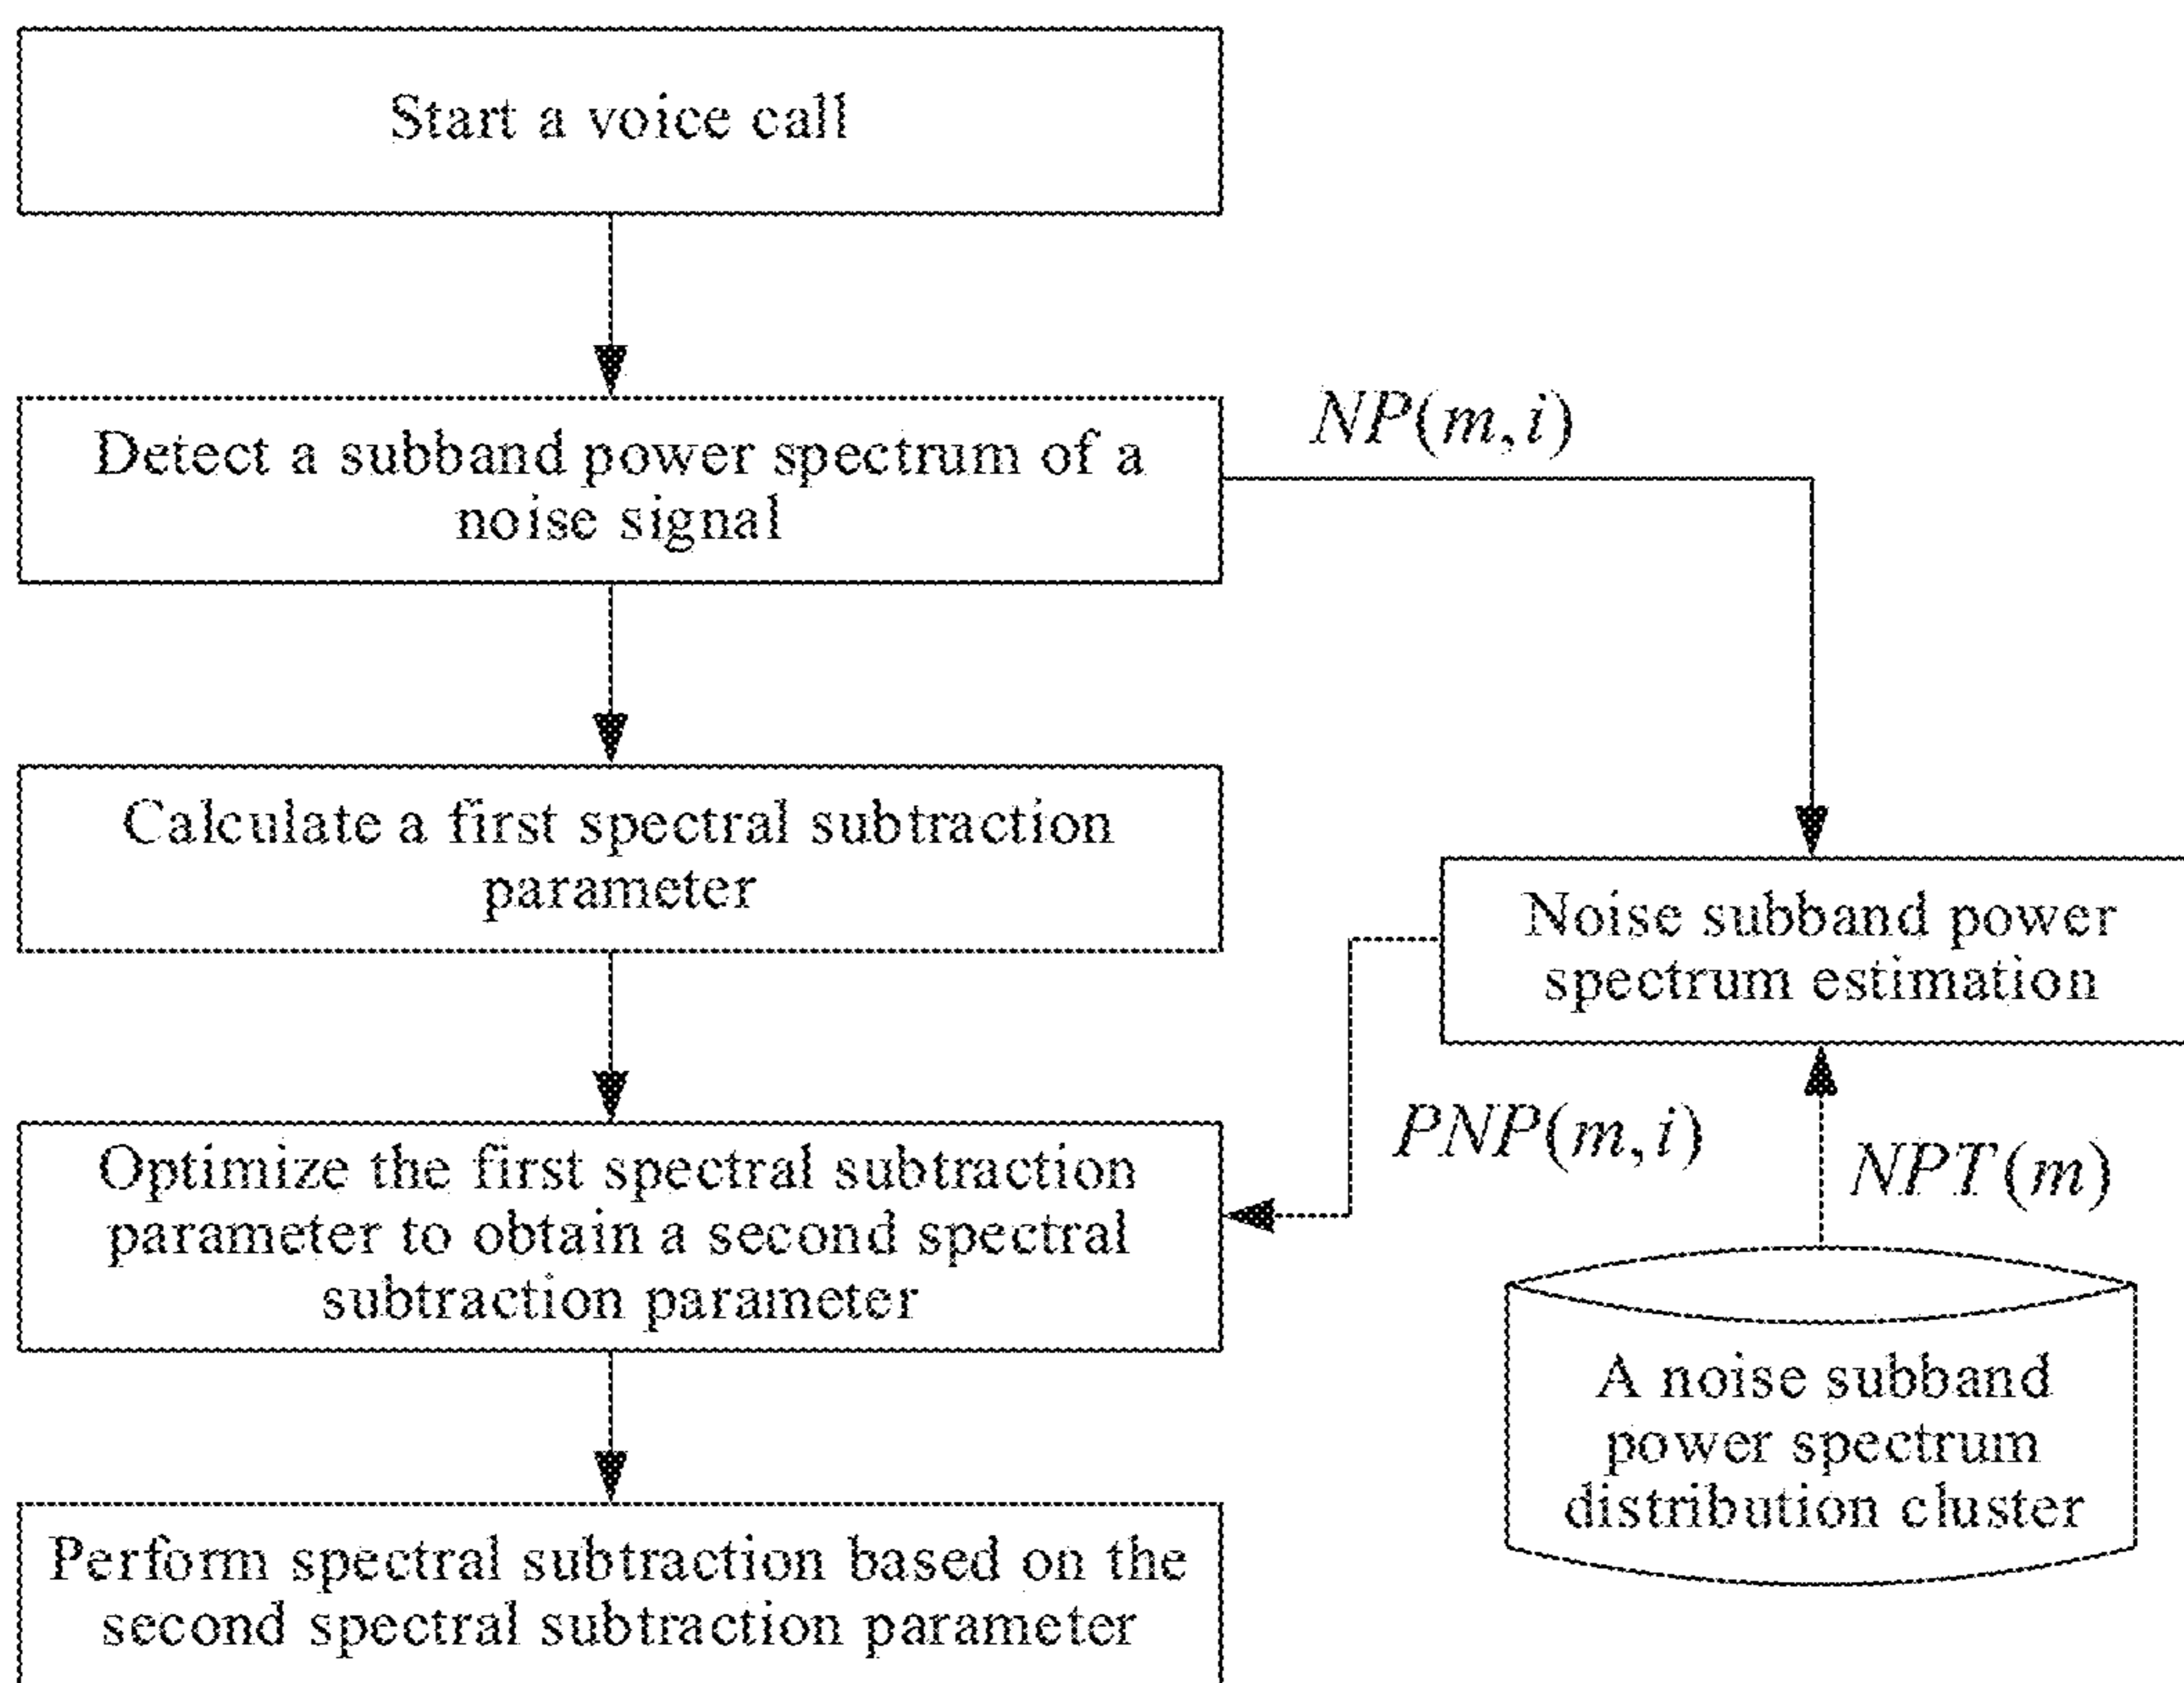 Start a voice call
NP(m,i)
Detect a subband power spectrum of a
noise signal
Calculate a first spectral subtraction
parameter
Noise subband power
spectrum estimation
PNP(m,i)
NPT(m)
Optimize the first spectral subtraction
parameter to obtain a second spectral
subtraction parameter
A noise subband
power spectrum
distribution cluster
Perform spectral subtraction based on the
second spectral subtraction parameter